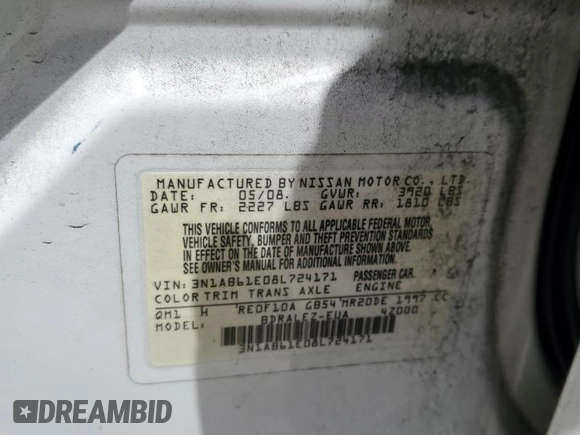 MANUFACTURED BY NISSAN MOTOR CO., LTD.
DATE: 05/08. GVWR: 3920 LBS
GAWR FR: 2227 LBS GAWR RR: 1810 LBS
THIS VEHICLE CONFORMS TO ALL APPLICABLE FEDERAL MOTOR
VEHICLE SAFETY, BUMPER AND THEFT PREVENTION STANDARDS
IN EFFECT ON THE DATE OF MANUFACTURE SHOWN ABOVE.
SEE OWNER'S MANUAL FOR ADDITIONAL INFORMATION.
VIN: 3N1AB61E08L724171 PASSENGER CAR
COLOR TRIM TRANS AXLE ENGINE
QM1 H RE0F10A GB54 MR20DE 1997 CC
MODEL: BDRALEZ-EUA 4Z000
3N1AB61E08L724171
DREAMBID